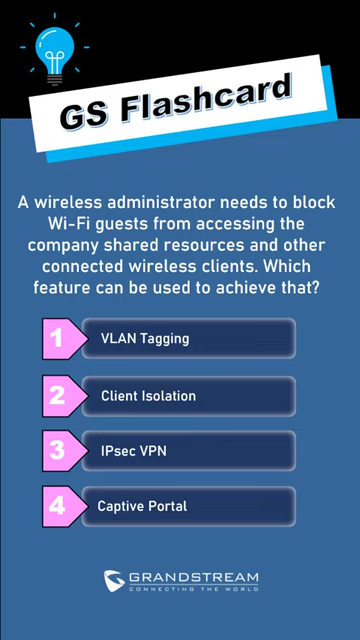 GS Flashcard
A wireless administrator needs to block
Wi-Fi guests from accessing the
company shared resources and other
connected wireless clients. Which
feature can be used to achieve that?
1 VLAN Tagging
2 Client Isolation
3 IPsec VPN
4 Captive Portal
GRANDSTREAM
CONNECTING THE WORLD